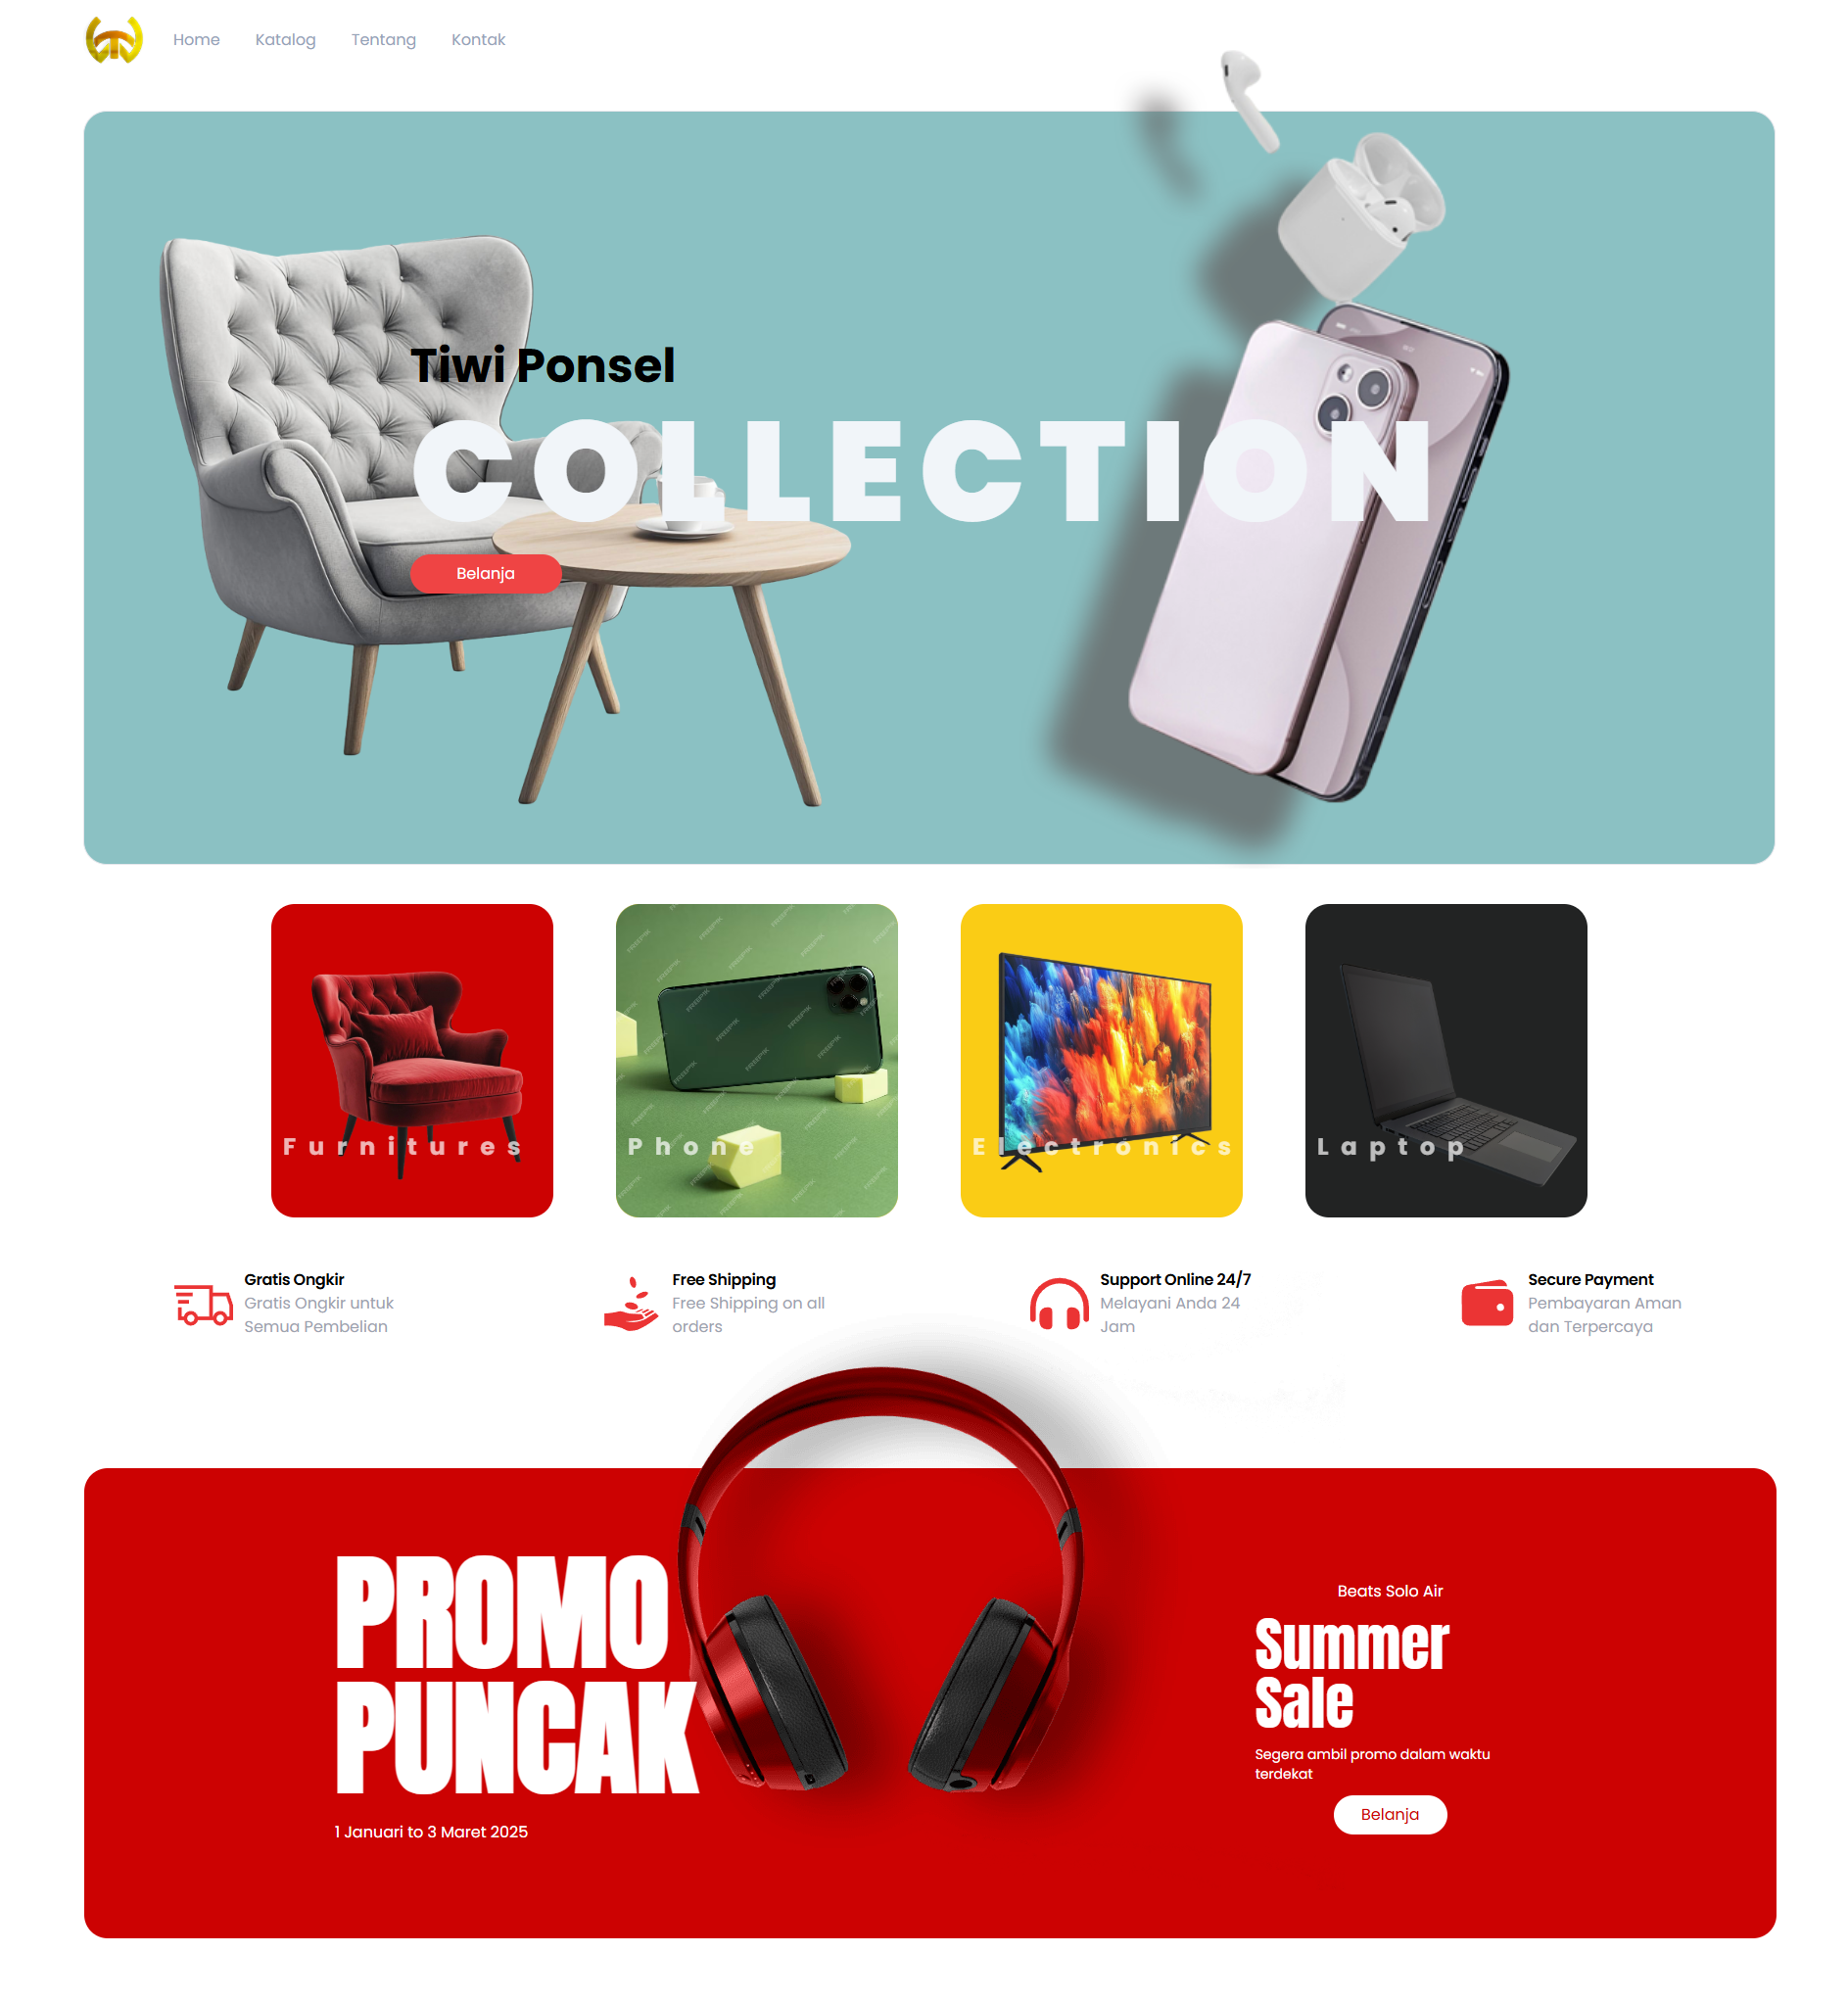 Home Katalog Tentang Kontak
Tiwi Ponsel
COLLECTION
Belanja
Furnitures
Phone
Electronics
Laptop
Gratis Ongkir
Gratis Ongkir untuk
Semua Pembelian
Free Shipping
Free Shipping on all
orders
Support Online 24/7
Melayani Anda 24
Jam
Secure Payment
Pembayaran Aman
dan Terpercaya
PROMO
PUNCAK
1 Januari to 3 Maret 2025
Beats Solo Air
Summer
Sale
Segera ambil promo dalam waktu
terdekat
Belanja